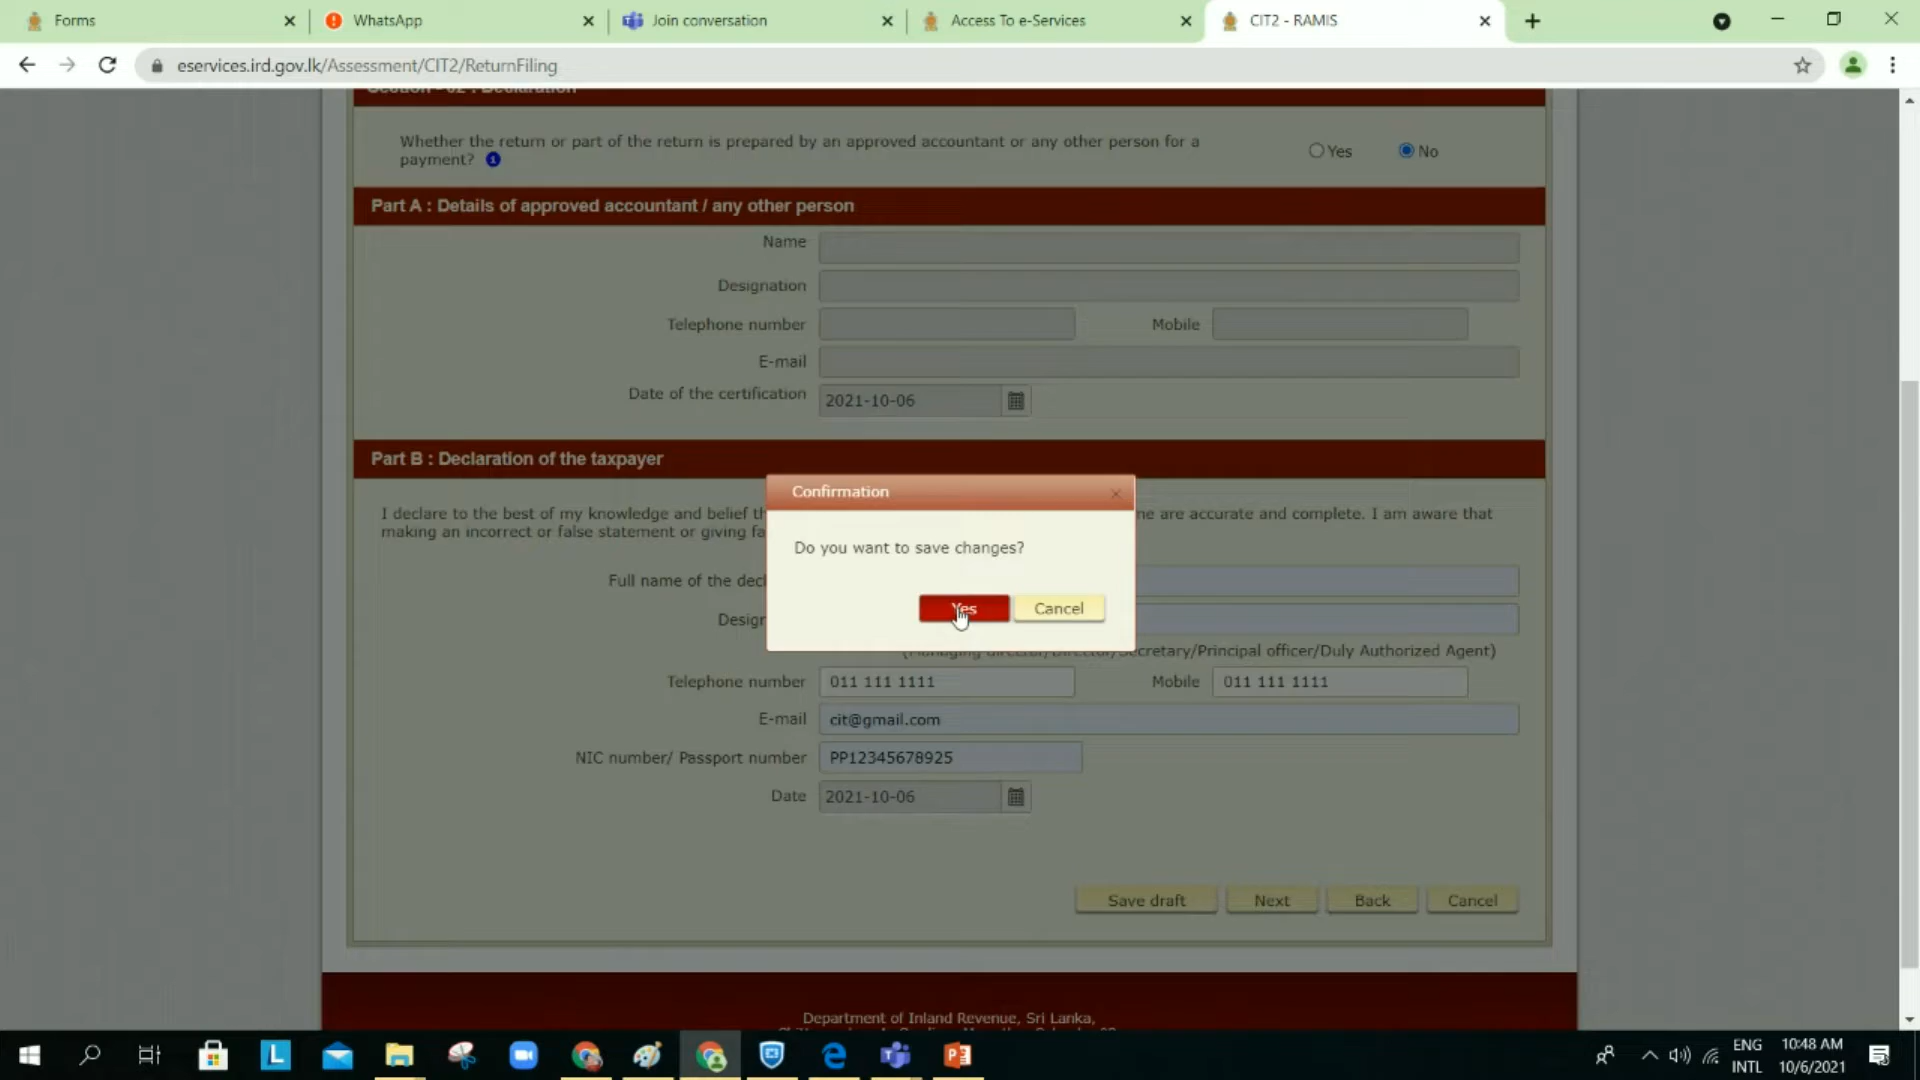 Forms
WhatsApp
Join conversation
Access To e-Services
CIT2 - RAMIS
eservices.ird.gov.lk/Assessment/CIT2/ReturnFiling
Section - 02 : Declaration
Whether the return or part of the return is prepared by an approved accountant or any other person for a
payment?
Yes
No
Part A : Details of approved accountant / any other person
Name
Designation
Telephone number
Mobile
E-mail
Date of the certification
2021-10-06
Part B : Declaration of the taxpayer
Confirmation
I declare to the best of my knowledge and belief th
me are accurate and complete. I am aware that
making an incorrect or false statement or giving fa
Do you want to save changes?
Full name of the decl
Yes
Cancel
Desigr
Secretary/Principal officer/Duly Authorized Agent)
Telephone number 011 111 1111
Mobile 011 111 1111
E-mail cit@gmail.com
NIC number/ Passport number PP12345678925
Date 2021-10-06
Save draft
Next
Back
Cancel
Department of Inland Revenue, Sri Lanka,
ENG
INTL
10:48 AM
10/6/2021